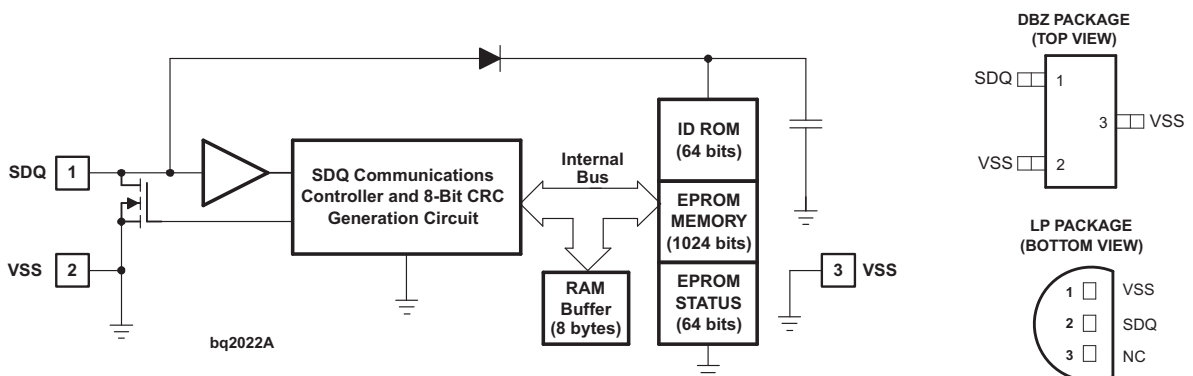 SDQ 1
VSS 2
SDQ Communications
Controller and 8-Bit CRC
Generation Circuit
bq2022A
Internal
Bus
RAM
Buffer
(8 bytes)
ID ROM
(64 bits)
EPROM
MEMORY
(1024 bits)
EPROM
STATUS
(64 bits)
3 VSS
DBZ PACKAGE
(TOP VIEW)
SDQ 1
3 VSS
VSS 2
LP PACKAGE
(BOTTOM VIEW)
1 VSS
2 SDQ
3 NC